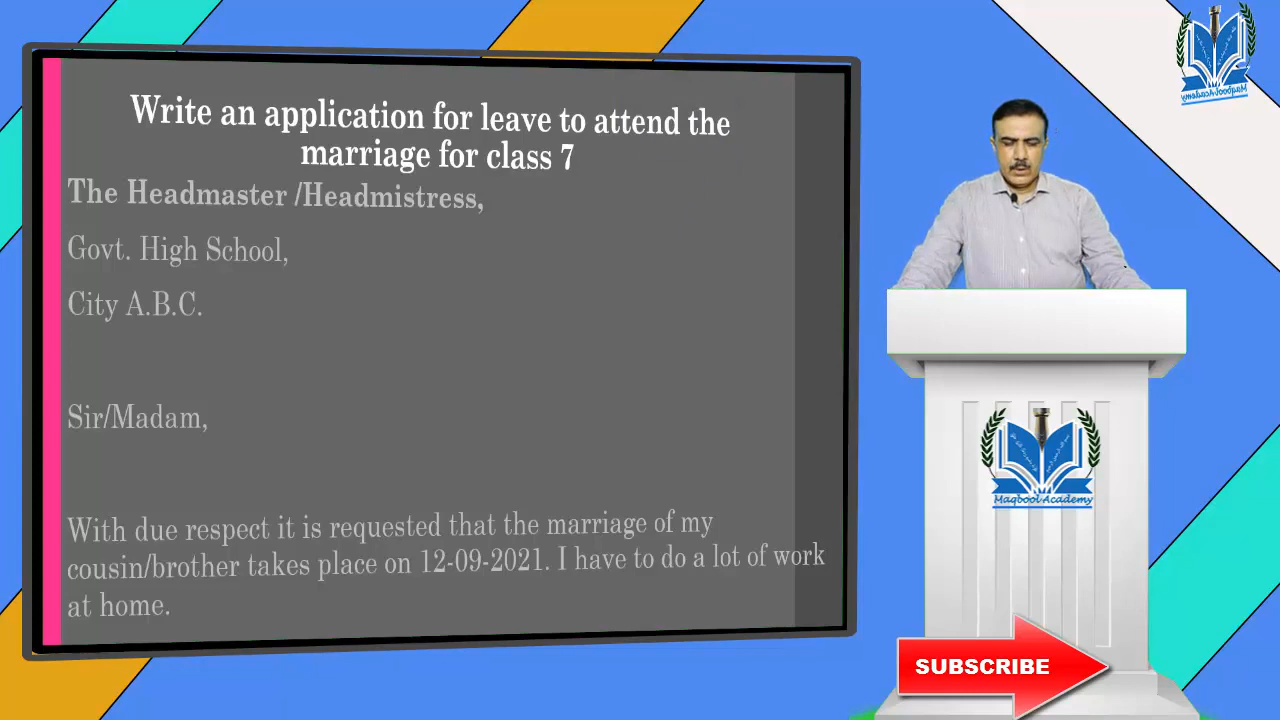 Write an application for leave to attend the
marriage for class 7
The Headmaster /Headmistress,
Govt. High School,
City A.B.C.
Sir/Madam,
With due respect it is requested that the marriage of my
cousin/brother takes place on 12-09-2021. I have to do a lot of work
at home.
Maqbool Academy
Maqbool Academy
SUBSCRIBE